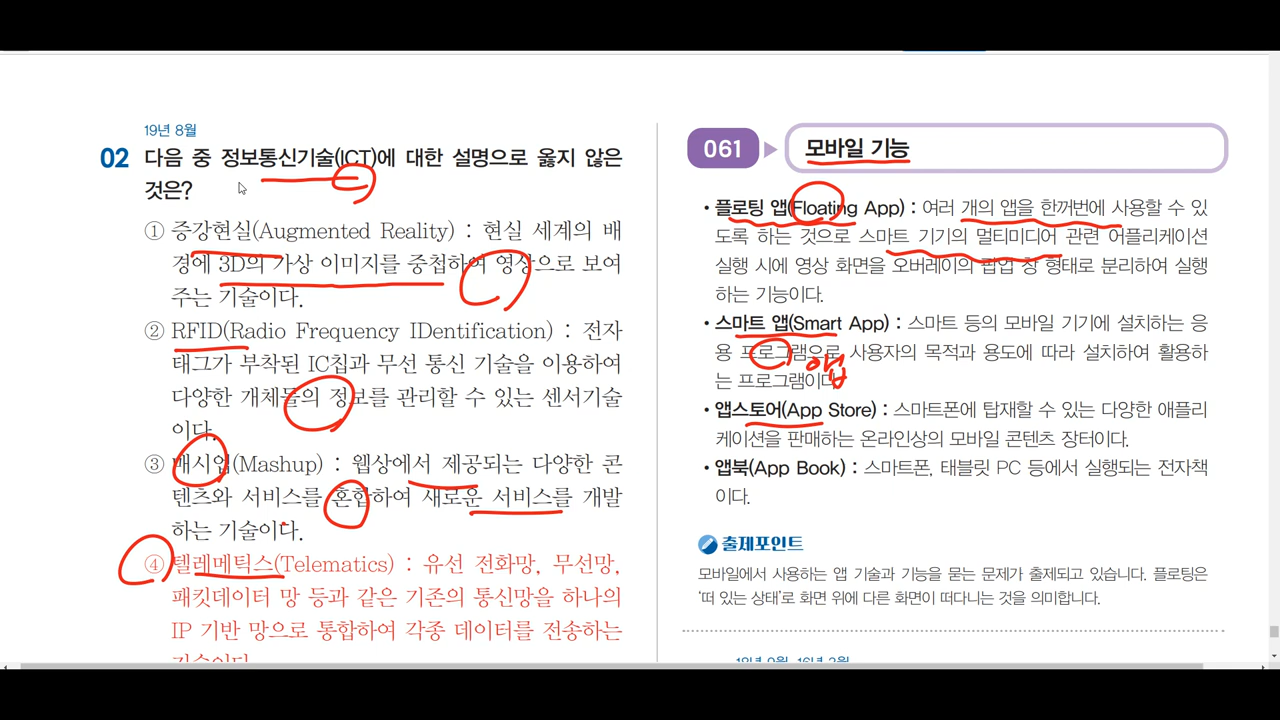 19년 8월
02 다음 중 정보통신기술(ICT)에 대한 설명으로 옳지 않은
것은?
① 증강현실(Augmented Reality) : 현실 세계의 배
경에 3D의 가상 이미지를 중첩하여 영상으로 보여
주는 기술이다.
② RFID(Radio Frequency IDentification) : 전자
태그가 부착된 IC칩과 무선 통신 기술을 이용하여
다양한 개체들의 정보를 관리할 수 있는 센서기술
이다.
③ 매시업(Mashup) : 웹상에서 제공되는 다양한 콘
텐츠와 서비스를 혼합하여 새로운 서비스를 개발
하는 기술이다.
④ 텔레메틱스(Telematics) : 유선 전화망, 무선망,
패킷데이터 망 등과 같은 기존의 통신망을 하나의
IP 기반 망으로 통합하여 각종 데이터를 전송하는
기술이다.
061 모바일 기능
• 플로팅 앱(Floating App) : 여러 개의 앱을 한꺼번에 사용할 수 있
도록 하는 것으로 스마트 기기의 멀티미디어 관련 어플리케이션
실행 시에 영상 화면을 오버레이의 팝업 창 형태로 분리하여 실행
하는 기능이다.
• 스마트 앱(Smart App) : 스마트 등의 모바일 기기에 설치하는 응
용 프로그램으로 사용자의 목적과 용도에 따라 설치하여 활용하
앱
는 프로그램이다.
• 앱스토어(App Store) : 스마트폰에 탑재할 수 있는 다양한 애플리
케이션을 판매하는 온라인상의 모바일 콘텐츠 장터이다.
• 앱북(App Book) : 스마트폰, 태블릿 PC 등에서 실행되는 전자책
이다.
출제포인트
모바일에서 사용하는 앱 기술과 기능을 묻는 문제가 출제되고 있습니다. 플로팅은
'떠 있는 상태'로 화면 위에 다른 화면이 떠다니는 것을 의미합니다.